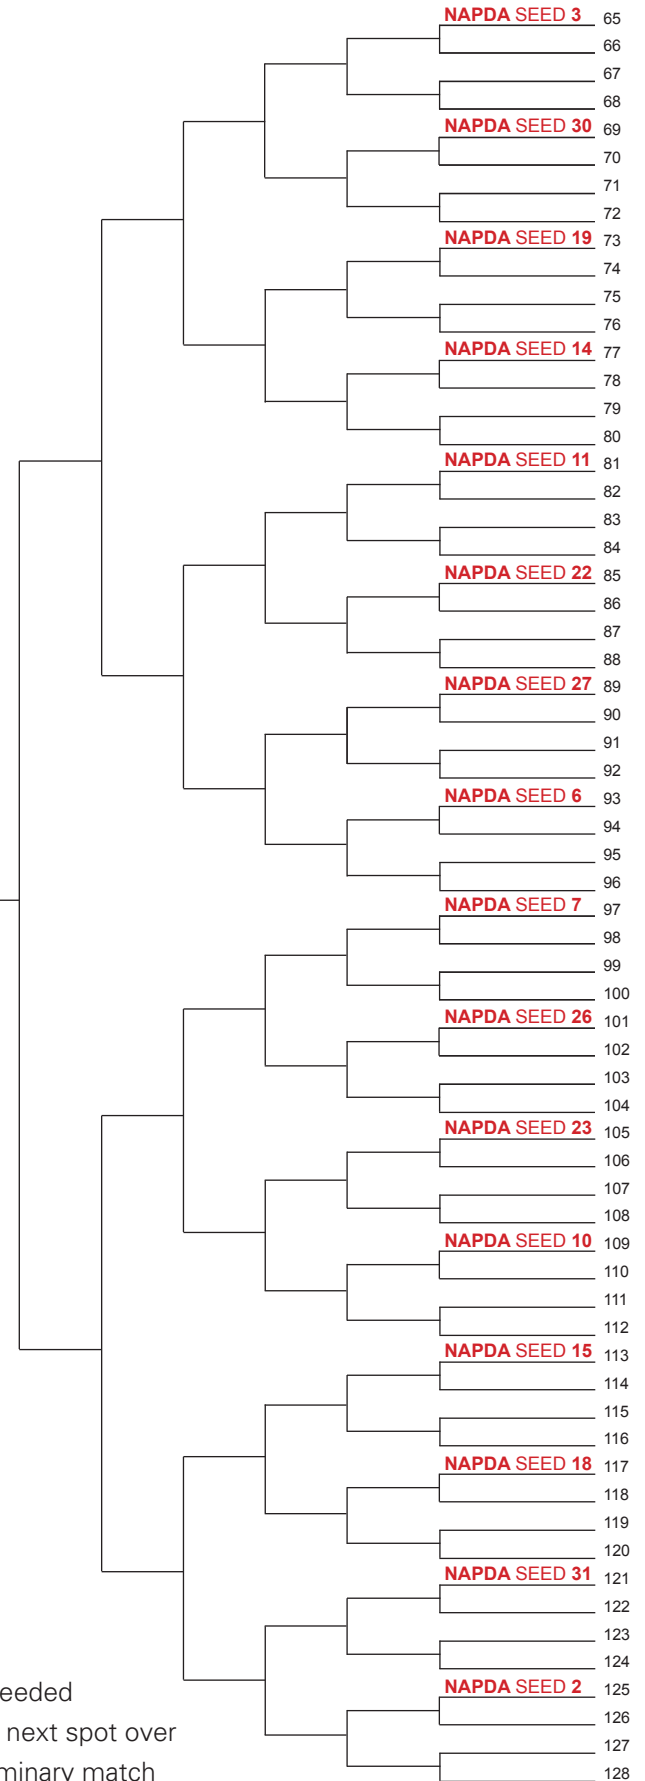 NAPDA SEED 3 65
66
67
68
NAPDA SEED 30 69
70
71
72
NAPDA SEED 19 73
74
75
76
NAPDA SEED 14 77
78
79
80
NAPDA SEED 11 81
82
83
84
NAPDA SEED 22 85
86
87
88
NAPDA SEED 27 89
90
91
92
NAPDA SEED 6 93
94
95
96
NAPDA SEED 7 97
98
99
100
NAPDA SEED 26 101
102
103
104
NAPDA SEED 23 105
106
107
108
NAPDA SEED 10 109
110
111
112
NAPDA SEED 15 113
114
115
116
NAPDA SEED 18 117
118
119
120
NAPDA SEED 31 121
122
123
124
NAPDA SEED 2 125
126
127
128
eeded
next spot over
minary match